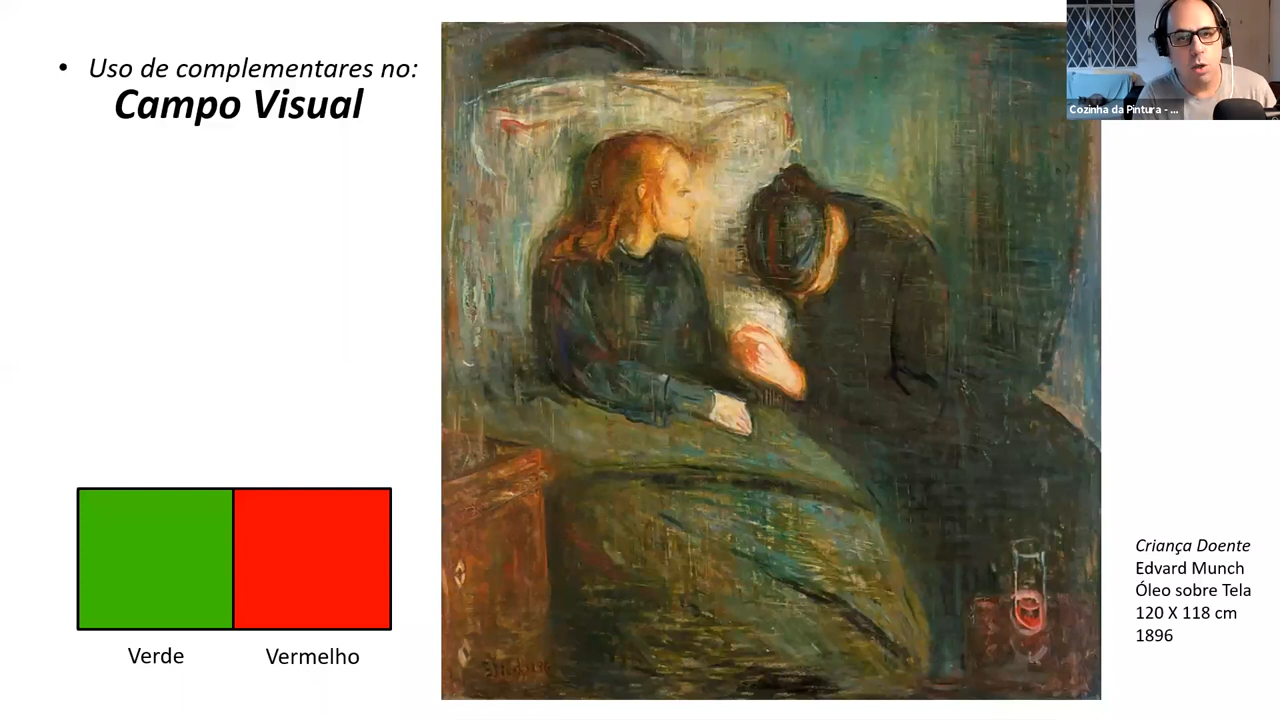 • Uso de complementares no:
Campo Visual
Cozinha da Pintura - ...
Verde
Vermelho
Criança Doente
Edvard Munch
Óleo sobre Tela
120 X 118 cm
1896